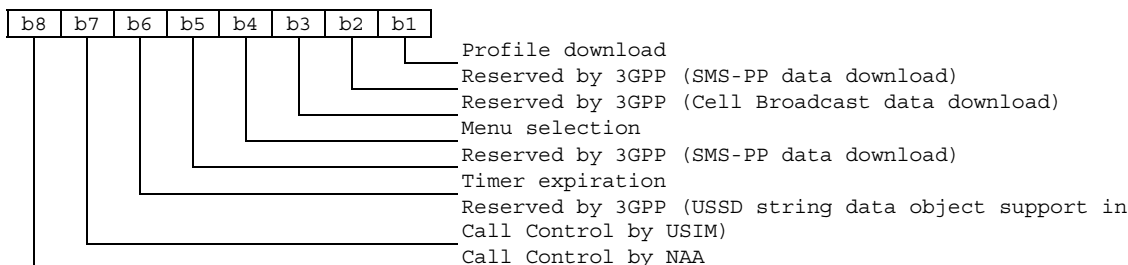 b8 b7 b6 b5 b4 b3 b2 b1
Profile download
Reserved by 3GPP (SMS-PP data download)
Reserved by 3GPP (Cell Broadcast data download)
Menu selection
Reserved by 3GPP (SMS-PP data download)
Timer expiration
Reserved by 3GPP (USSD string data object support in
Call Control by USIM)
Call Control by NAA